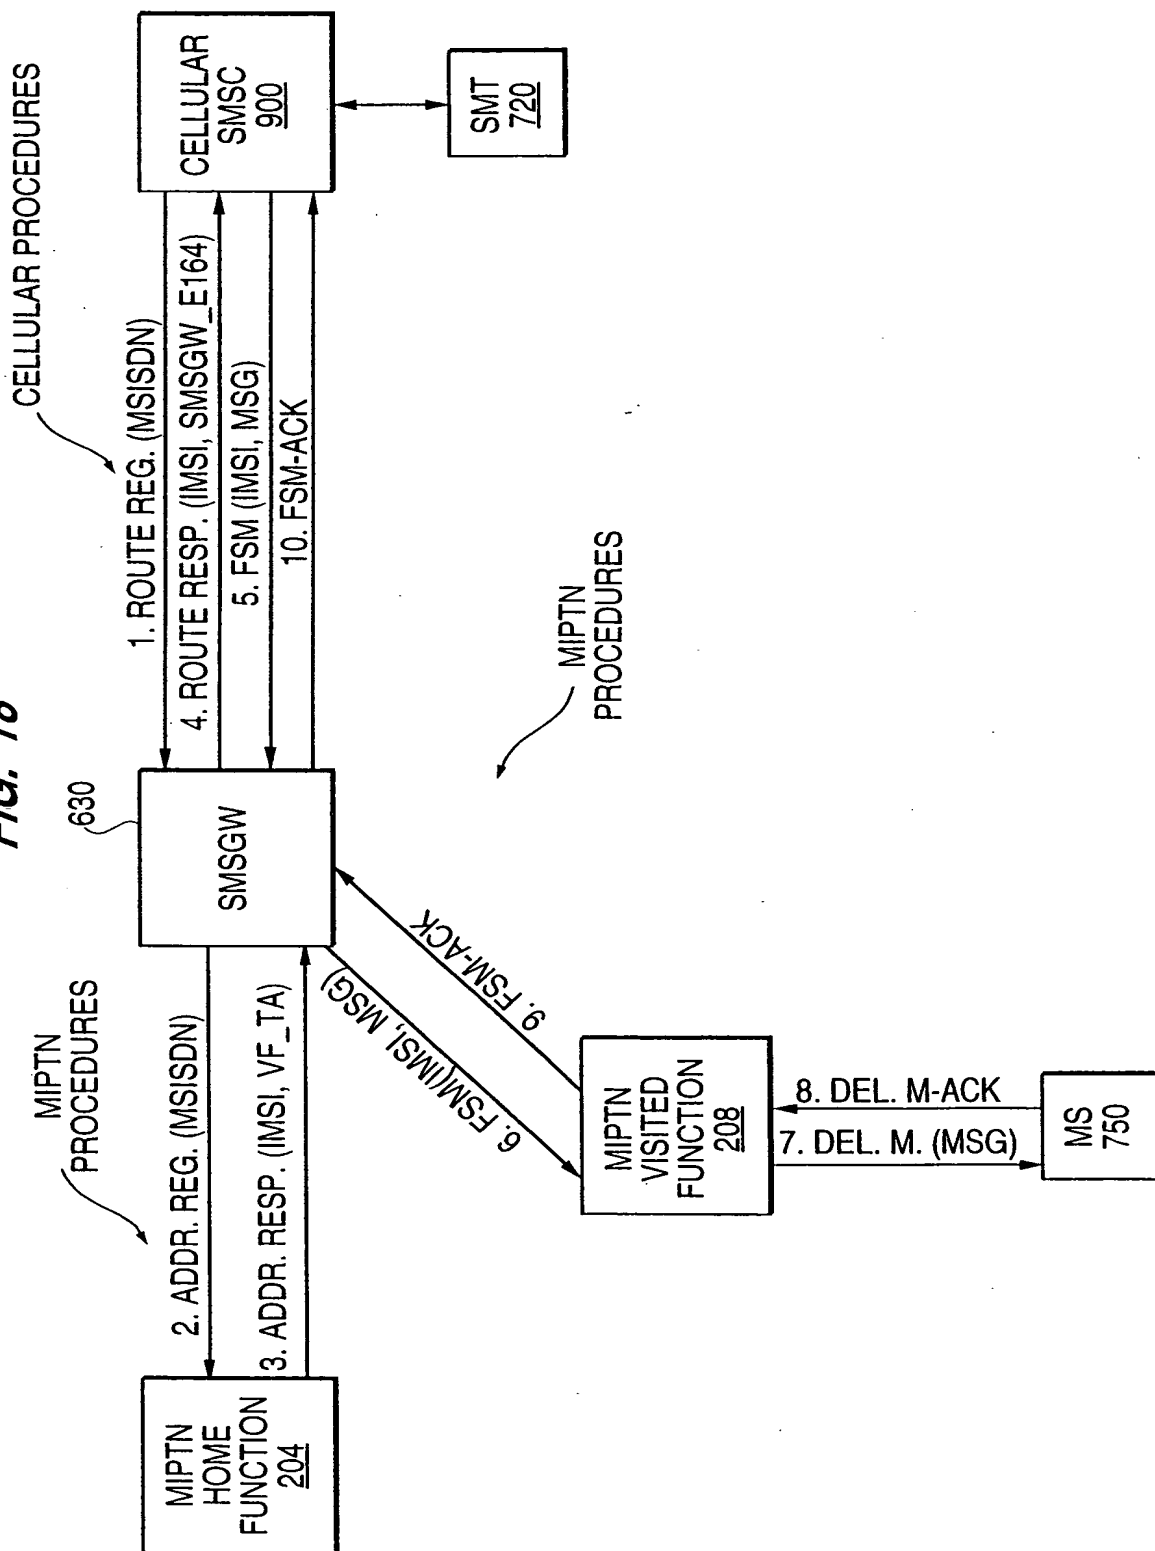 FIG.
MIPTN
PROCEDURES
CELLULAR PROCEDURES
630
MIPTN
HOME
FUNCTION
204
2. ADDR. REG. (MSISDN)
3. ADDR. RESP. (IMSI, VF_TA)
SMSGW
1. ROUTE REG. (MSISDN)
4. ROUTE RESP. (IMSI, SMSGW_E164)
5. FSM (IMSI, MSG)
10. FSM-ACK
CELLULAR
SMSC
900
SMT
720
6. FSM(IMSI, MSG)
9. FSM-ACK
MIPTN
PROCEDURES
MIPTN
VISITED
FUNCTION
208
8. DEL. M-ACK
7. DEL. M. (MSG)
MS
750